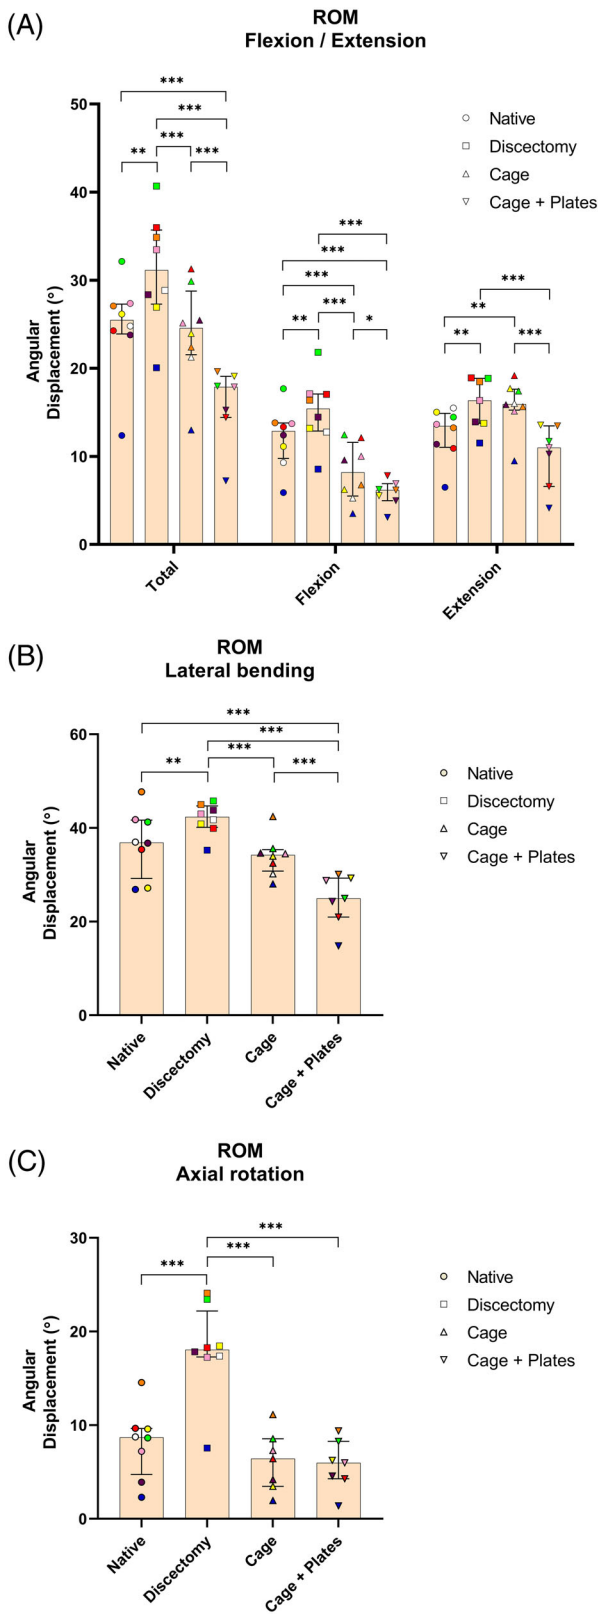 (A)
ROM
Flexion / Extension
***
***
***
**
***
***
***
***
***
**
*
***
**
**
***
50
40
30
20
10
0
Angular
Displacement (°)
Native
Discectomy
Cage
Cage + Plates
Total
Flexion
Extension
(B)
ROM
Lateral bending
***
***
***
**
***
60
40
20
0
Angular
Displacement (°)
Native
Discectomy
Cage
Cage + Plates
Native
Discectomy
Cage
Cage + Plates
(C)
ROM
Axial rotation
***
***
***
30
20
10
0
Angular
Displacement (°)
Native
Discectomy
Cage
Cage + Plates
Native
Discectomy
Cage
Cage + Plates